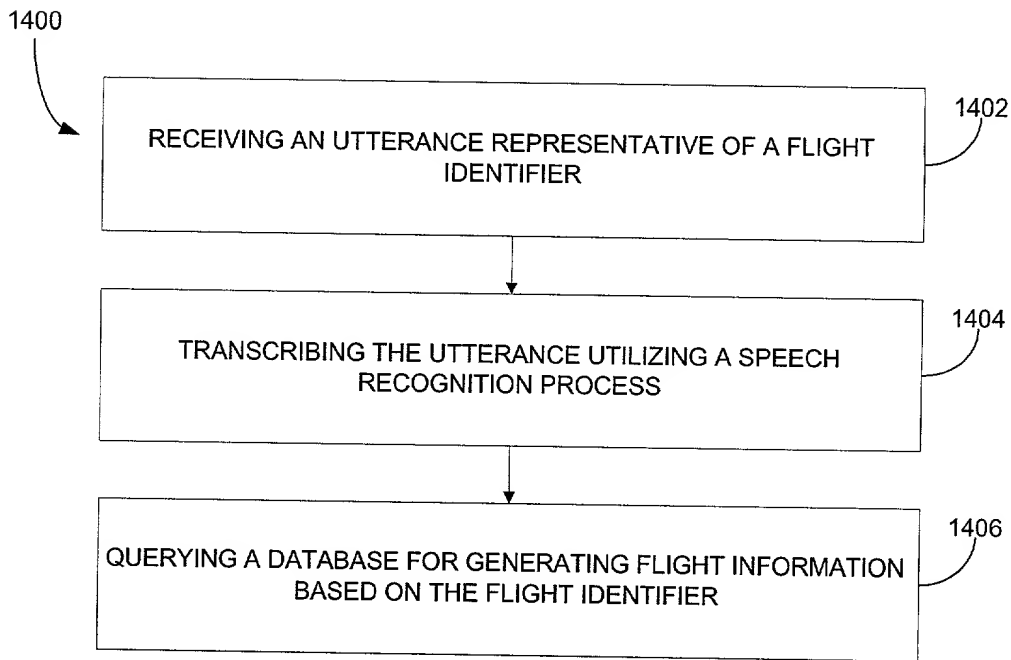 1400
1402
RECEIVING AN UTTERANCE REPRESENTATIVE OF A FLIGHT
IDENTIFIER
1404
TRANSCRIBING THE UTTERANCE UTILIZING A SPEECH
RECOGNITION PROCESS
1406
QUERYING A DATABASE FOR GENERATING FLIGHT INFORMATION
BASED ON THE FLIGHT IDENTIFIER